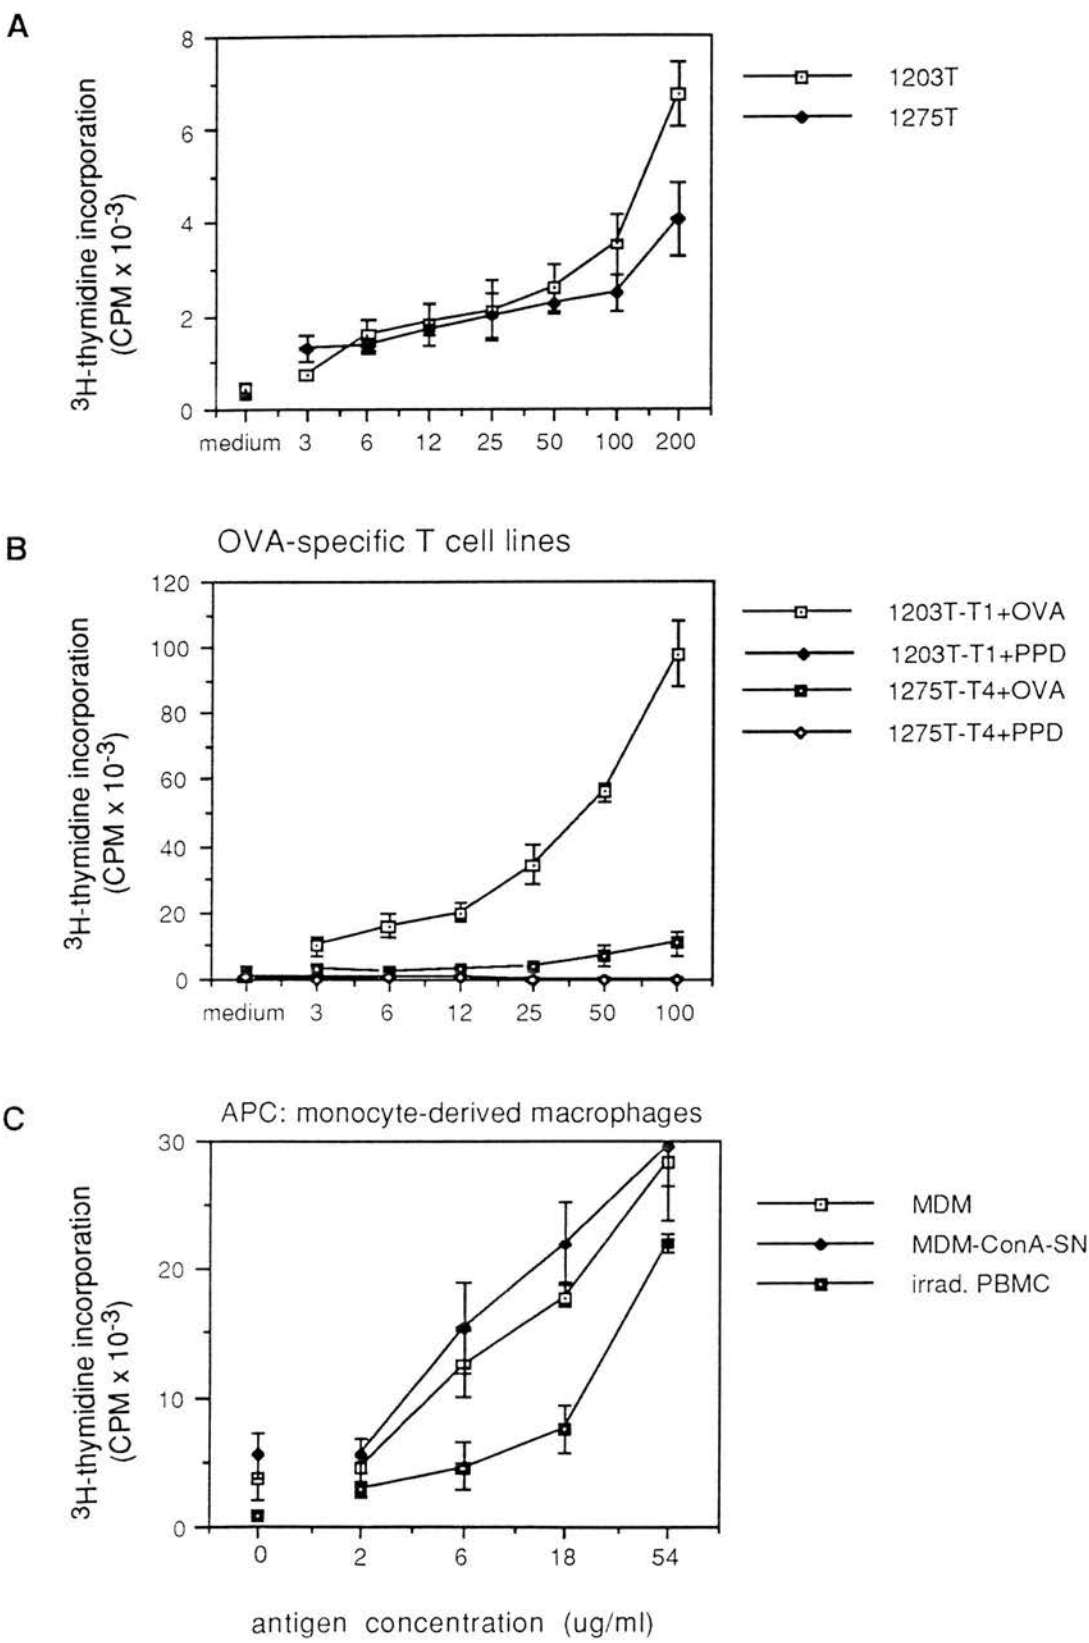 A
8
6
4
2
0
³H-thymidine incorporation
(CPM x 10⁻³)
medium 3 6 12 25 50 100 200
1203T
1275T
B
OVA-specific T cell lines
120
100
80
60
40
20
0
³H-thymidine incorporation
(CPM x 10⁻³)
medium 3 6 12 25 50 100
1203T-T1+OVA
1203T-T1+PPD
1275T-T4+OVA
1275T-T4+PPD
C
APC: monocyte-derived macrophages
30
20
10
0
³H-thymidine incorporation
(CPM x 10⁻³)
0 2 6 18 54
MDM
MDM-ConA-SN
irrad. PBMC
antigen concentration (ug/ml)